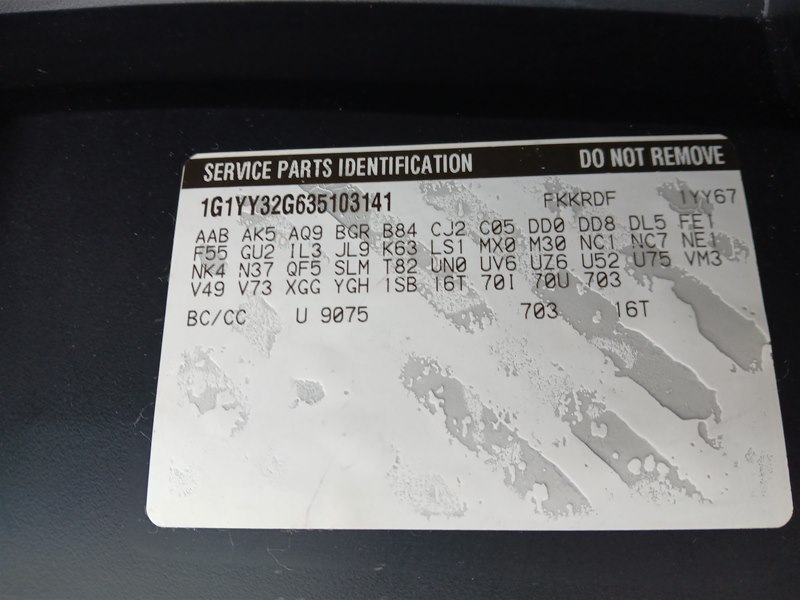 SERVICE PARTS IDENTIFICATION DO NOT REMOVE
1G1YY32G635103141 FKKRDF 1YY67
AAB AK5 AQ9 BGR B84 CJ2 C05 DD0 DD8 DL5 FE1
F55 GU2 IL3 JL9 K63 LS1 MX0 M30 NC1 NC7 NE1
NK4 N37 QF5 SLM T82 UN0 UV6 UZ6 U52 U75 VM3
V49 V73 XGG YGH 1SB 16T 70I 70U 703
BC/CC U 9075 703 16T